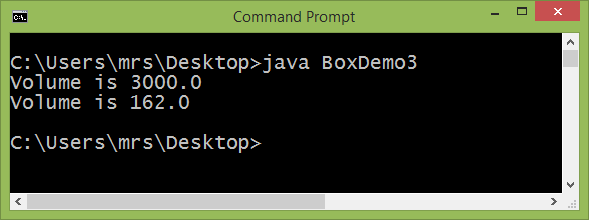 Command Prompt
C:\Users\mrs\Desktop>java BoxDemo3
Volume is 3000.0
Volume is 162.0
C:\Users\mrs\Desktop>